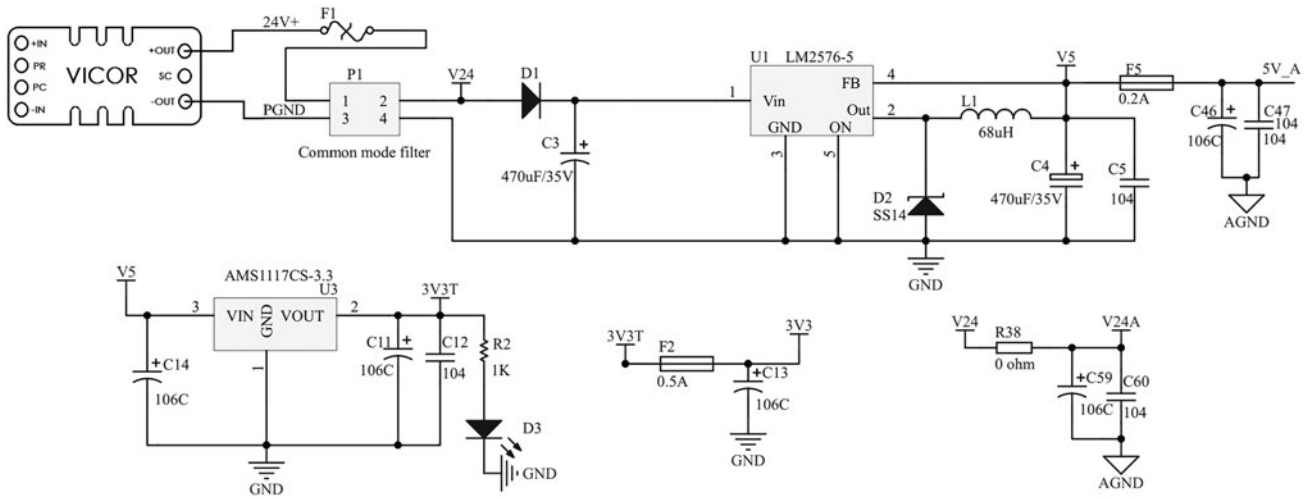 24V+
F1
+IN
PR
PC
-IN
VICOR
+OUT
SC
-OUT
PGND
P1
1 2
3 4
Common mode filter
V24
D1
C3 +
470uF/35V
U1 LM2576-5
1
Vin
FB
Out
GND
ON
3
5
4
2
D2
SS14
L1
68uH
V5
C4 +
470uF/35V
C5
104
F5
0.2A
5V_A
C46 +
106C
C47
104
104
AGND
GND
V5
AMS1117CS-3.3
U3
3
VIN
GND
VOUT
2
1
3V3T
+ C14
106C
C11 +
106C
C12
104
R2
1K
D3
GND
GND
3V3T
F2
0.5A
3V3
+ C13
106C
GND
V24
R38
0 ohm
V24A
+ C59
106C
C60
104
AGND